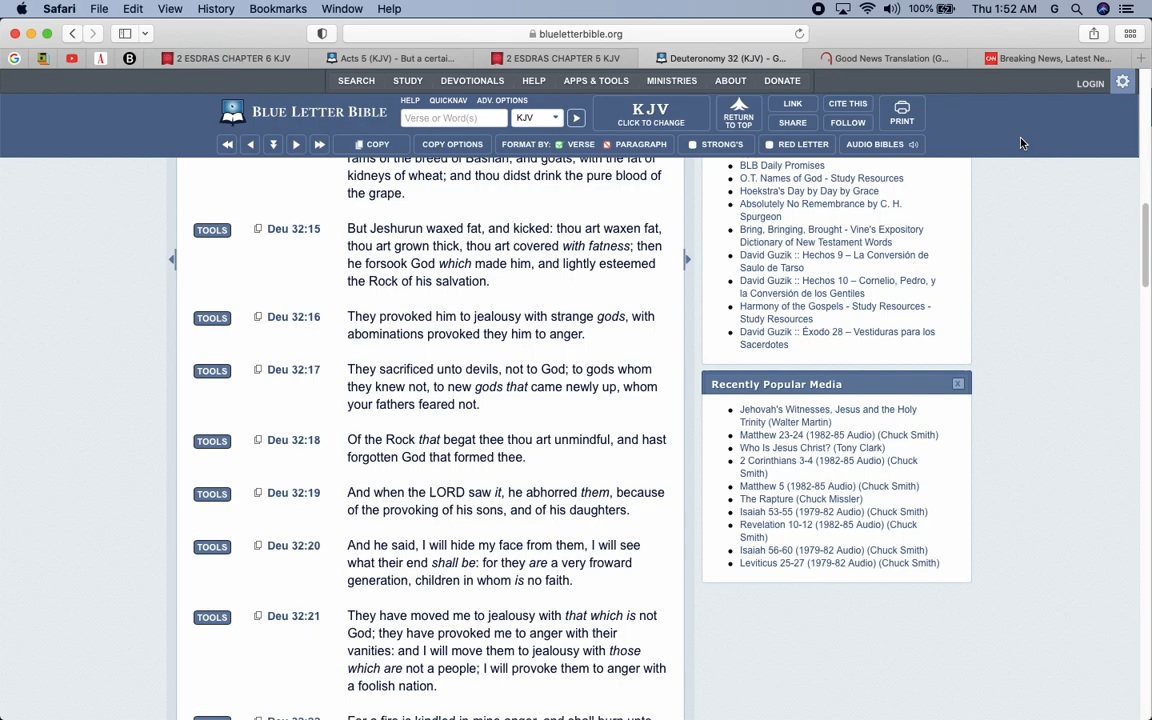 Safari File Edit View History Bookmarks Window Help 100% Thu 1:52 AM G
blueletterbible.org
2 ESDRAS CHAPTER 6 KJV
Acts 5 (KJV) - But a certai...
2 ESDRAS CHAPTER 5 KJV
Deuteronomy 32 (KJV) - G...
Good News Translation (G...
Breaking News, Latest Ne...
SEARCH STUDY DEVOTIONALS HELP APPS & TOOLS MINISTRIES ABOUT DONATE LOGIN
BLUE LETTER BIBLE
HELP QUICKNAV ADV. OPTIONS
Verse or Word(s) KJV
KJV
CLICK TO CHANGE
RETURN
TO TOP
LINK CITE THIS
SHARE FOLLOW
PRINT
COPY COPY OPTIONS FORMAT BY: VERSE PARAGRAPH STRONG'S RED LETTER AUDIO BIBLES
rams of the breed of Bashan, and goats, with the fat of
kidneys of wheat; and thou didst drink the pure blood of
the grape.
TOOLS Deu 32:15 But Jeshurun waxed fat, and kicked: thou art waxen fat,
thou art grown thick, thou art covered with fatness; then
he forsook God which made him, and lightly esteemed
the Rock of his salvation.
TOOLS Deu 32:16 They provoked him to jealousy with strange gods, with
abominations provoked they him to anger.
TOOLS Deu 32:17 They sacrificed unto devils, not to God; to gods whom
they knew not, to new gods that came newly up, whom
your fathers feared not.
TOOLS Deu 32:18 Of the Rock that begat thee thou art unmindful, and hast
forgotten God that formed thee.
TOOLS Deu 32:19 And when the LORD saw it, he abhorred them, because
of the provoking of his sons, and of his daughters.
TOOLS Deu 32:20 And he said, I will hide my face from them, I will see
what their end shall be: for they are a very froward
generation, children in whom is no faith.
TOOLS Deu 32:21 They have moved me to jealousy with that which is not
God; they have provoked me to anger with their
vanities: and I will move them to jealousy with those
which are not a people; I will provoke them to anger with
a foolish nation.
BLB Daily Promises
O.T. Names of God - Study Resources
Hoekstra's Day by Day by Grace
Absolutely No Remembrance by C. H.
Spurgeon
Bring, Bringing, Brought - Vine's Expository
Dictionary of New Testament Words
David Guzik :: Hechos 9 – La Conversión de
Saulo de Tarso
David Guzik :: Hechos 10 – Cornelio, Pedro, y
la Conversión de los Gentiles
Harmony of the Gospels - Study Resources -
Study Resources
David Guzik :: Éxodo 28 – Vestiduras para los
Sacerdotes
Recently Popular Media
Jehovah's Witnesses, Jesus and the Holy
Trinity (Walter Martin)
Matthew 23-24 (1982-85 Audio) (Chuck Smith)
Who Is Jesus Christ? (Tony Clark)
2 Corinthians 3-4 (1982-85 Audio) (Chuck
Smith)
Matthew 5 (1982-85 Audio) (Chuck Smith)
The Rapture (Chuck Missler)
Isaiah 53-55 (1979-82 Audio) (Chuck Smith)
Revelation 10-12 (1982-85 Audio) (Chuck
Smith)
Isaiah 56-60 (1979-82 Audio) (Chuck Smith)
Leviticus 25-27 (1979-82 Audio) (Chuck Smith)